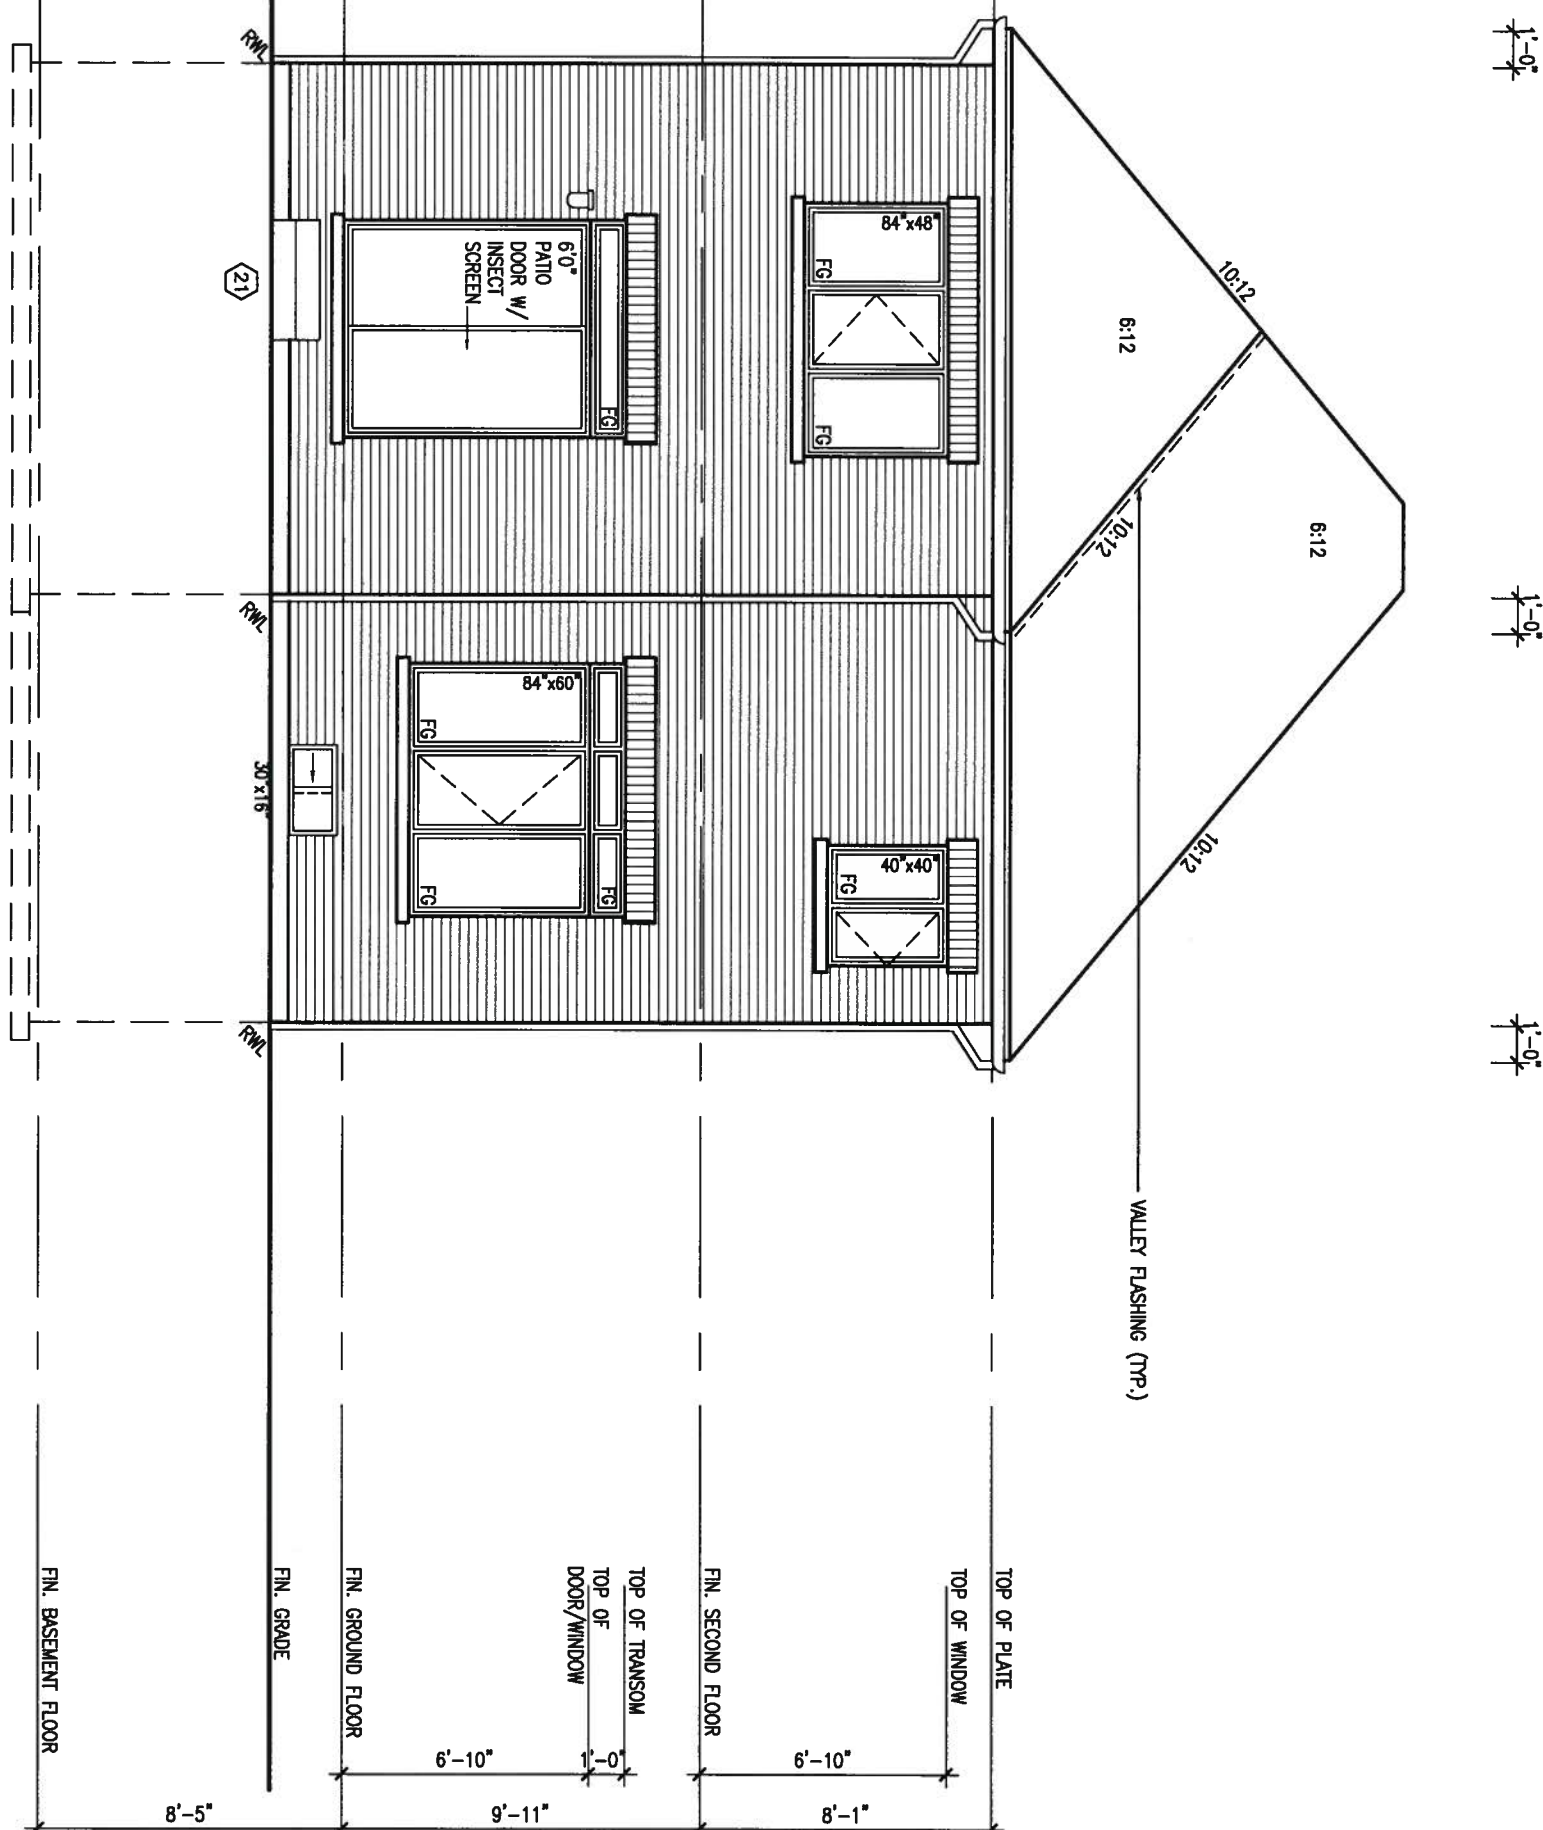 1'-0"
1'-0"
1'-0"
6:12
10:12
6:12
10:12
10:12
VALLEY FLASHING (TYP.)
TOP OF PLATE
TOP OF WINDOW
84"x48"
FG
FG
40"x40"
FG
6'-10"
8'-1"
FIN. SECOND FLOOR
TOP OF TRANSOM
TOP OF
DOOR/WINDOW
1'-0"
6'-10"
9'-11"
FG
6'0"
PATIO
DOOR W/
INSECT
SCREEN
84"x60"
FG
FG
FG
FIN. GROUND FLOOR
30"x16"
FIN. GRADE
RWL
RWL
RWL
21
8'-5"
FIN. BASEMENT FLOOR